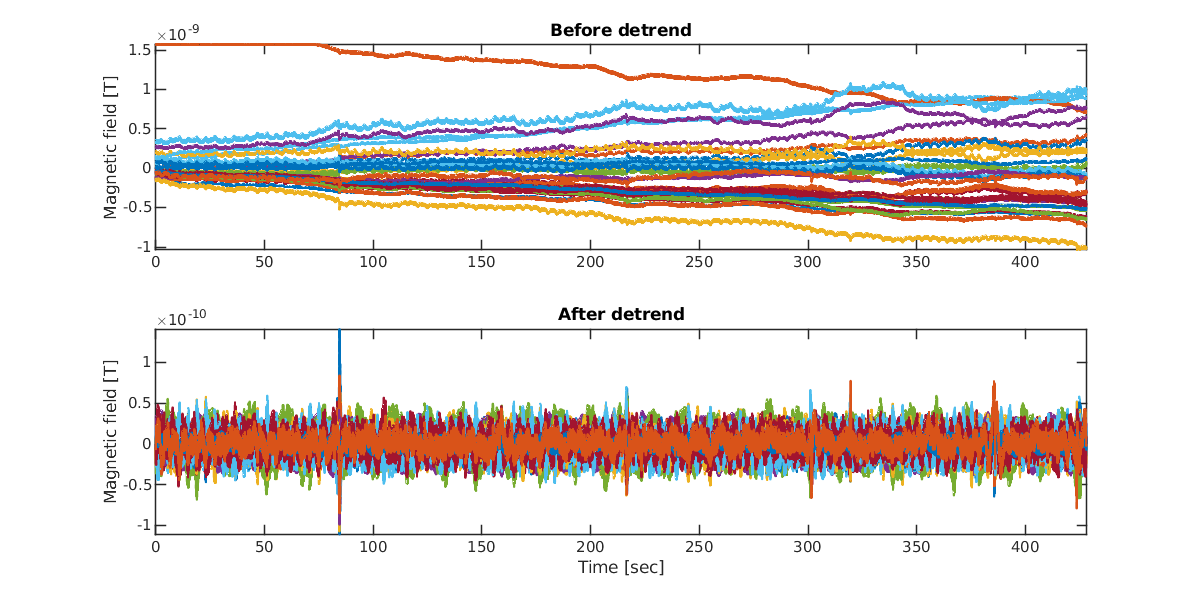 Before detrend
×10-9
Magnetic field [T]
1.5
1
0.5
0
-0.5
-1
0 50 100 150 200 250 300 350 400
After detrend
×10-10
Magnetic field [T]
1
0.5
0
-0.5
-1
0 50 100 150 200 250 300 350 400
Time [sec]